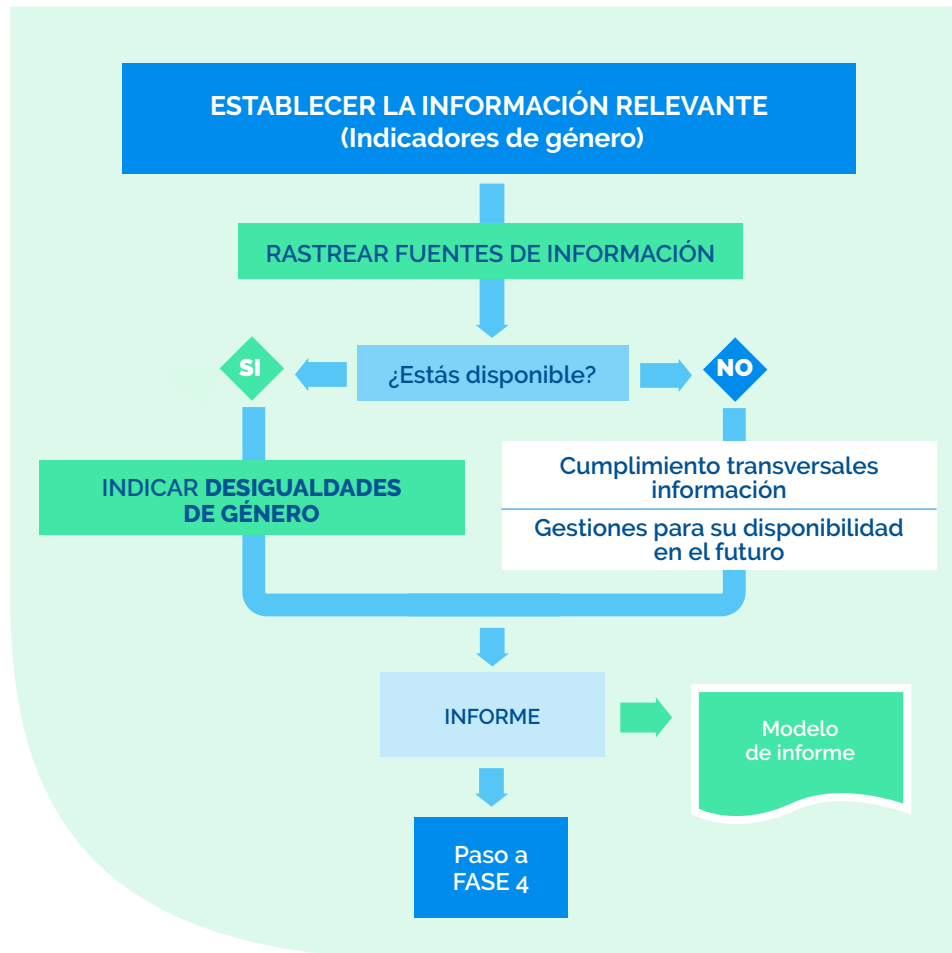 ESTABLECER LA INFORMACIÓN RELEVANTE
(Indicadores de género)
RASTREAR FUENTES DE INFORMACIÓN
SI
¿Estás disponible?
NO
INDICAR DESIGUALDADES
DE GÉNERO
Cumplimiento transversales
información
Gestiones para su disponibilidad
en el futuro
INFORME
Modelo
de informe
Paso a
FASE 4